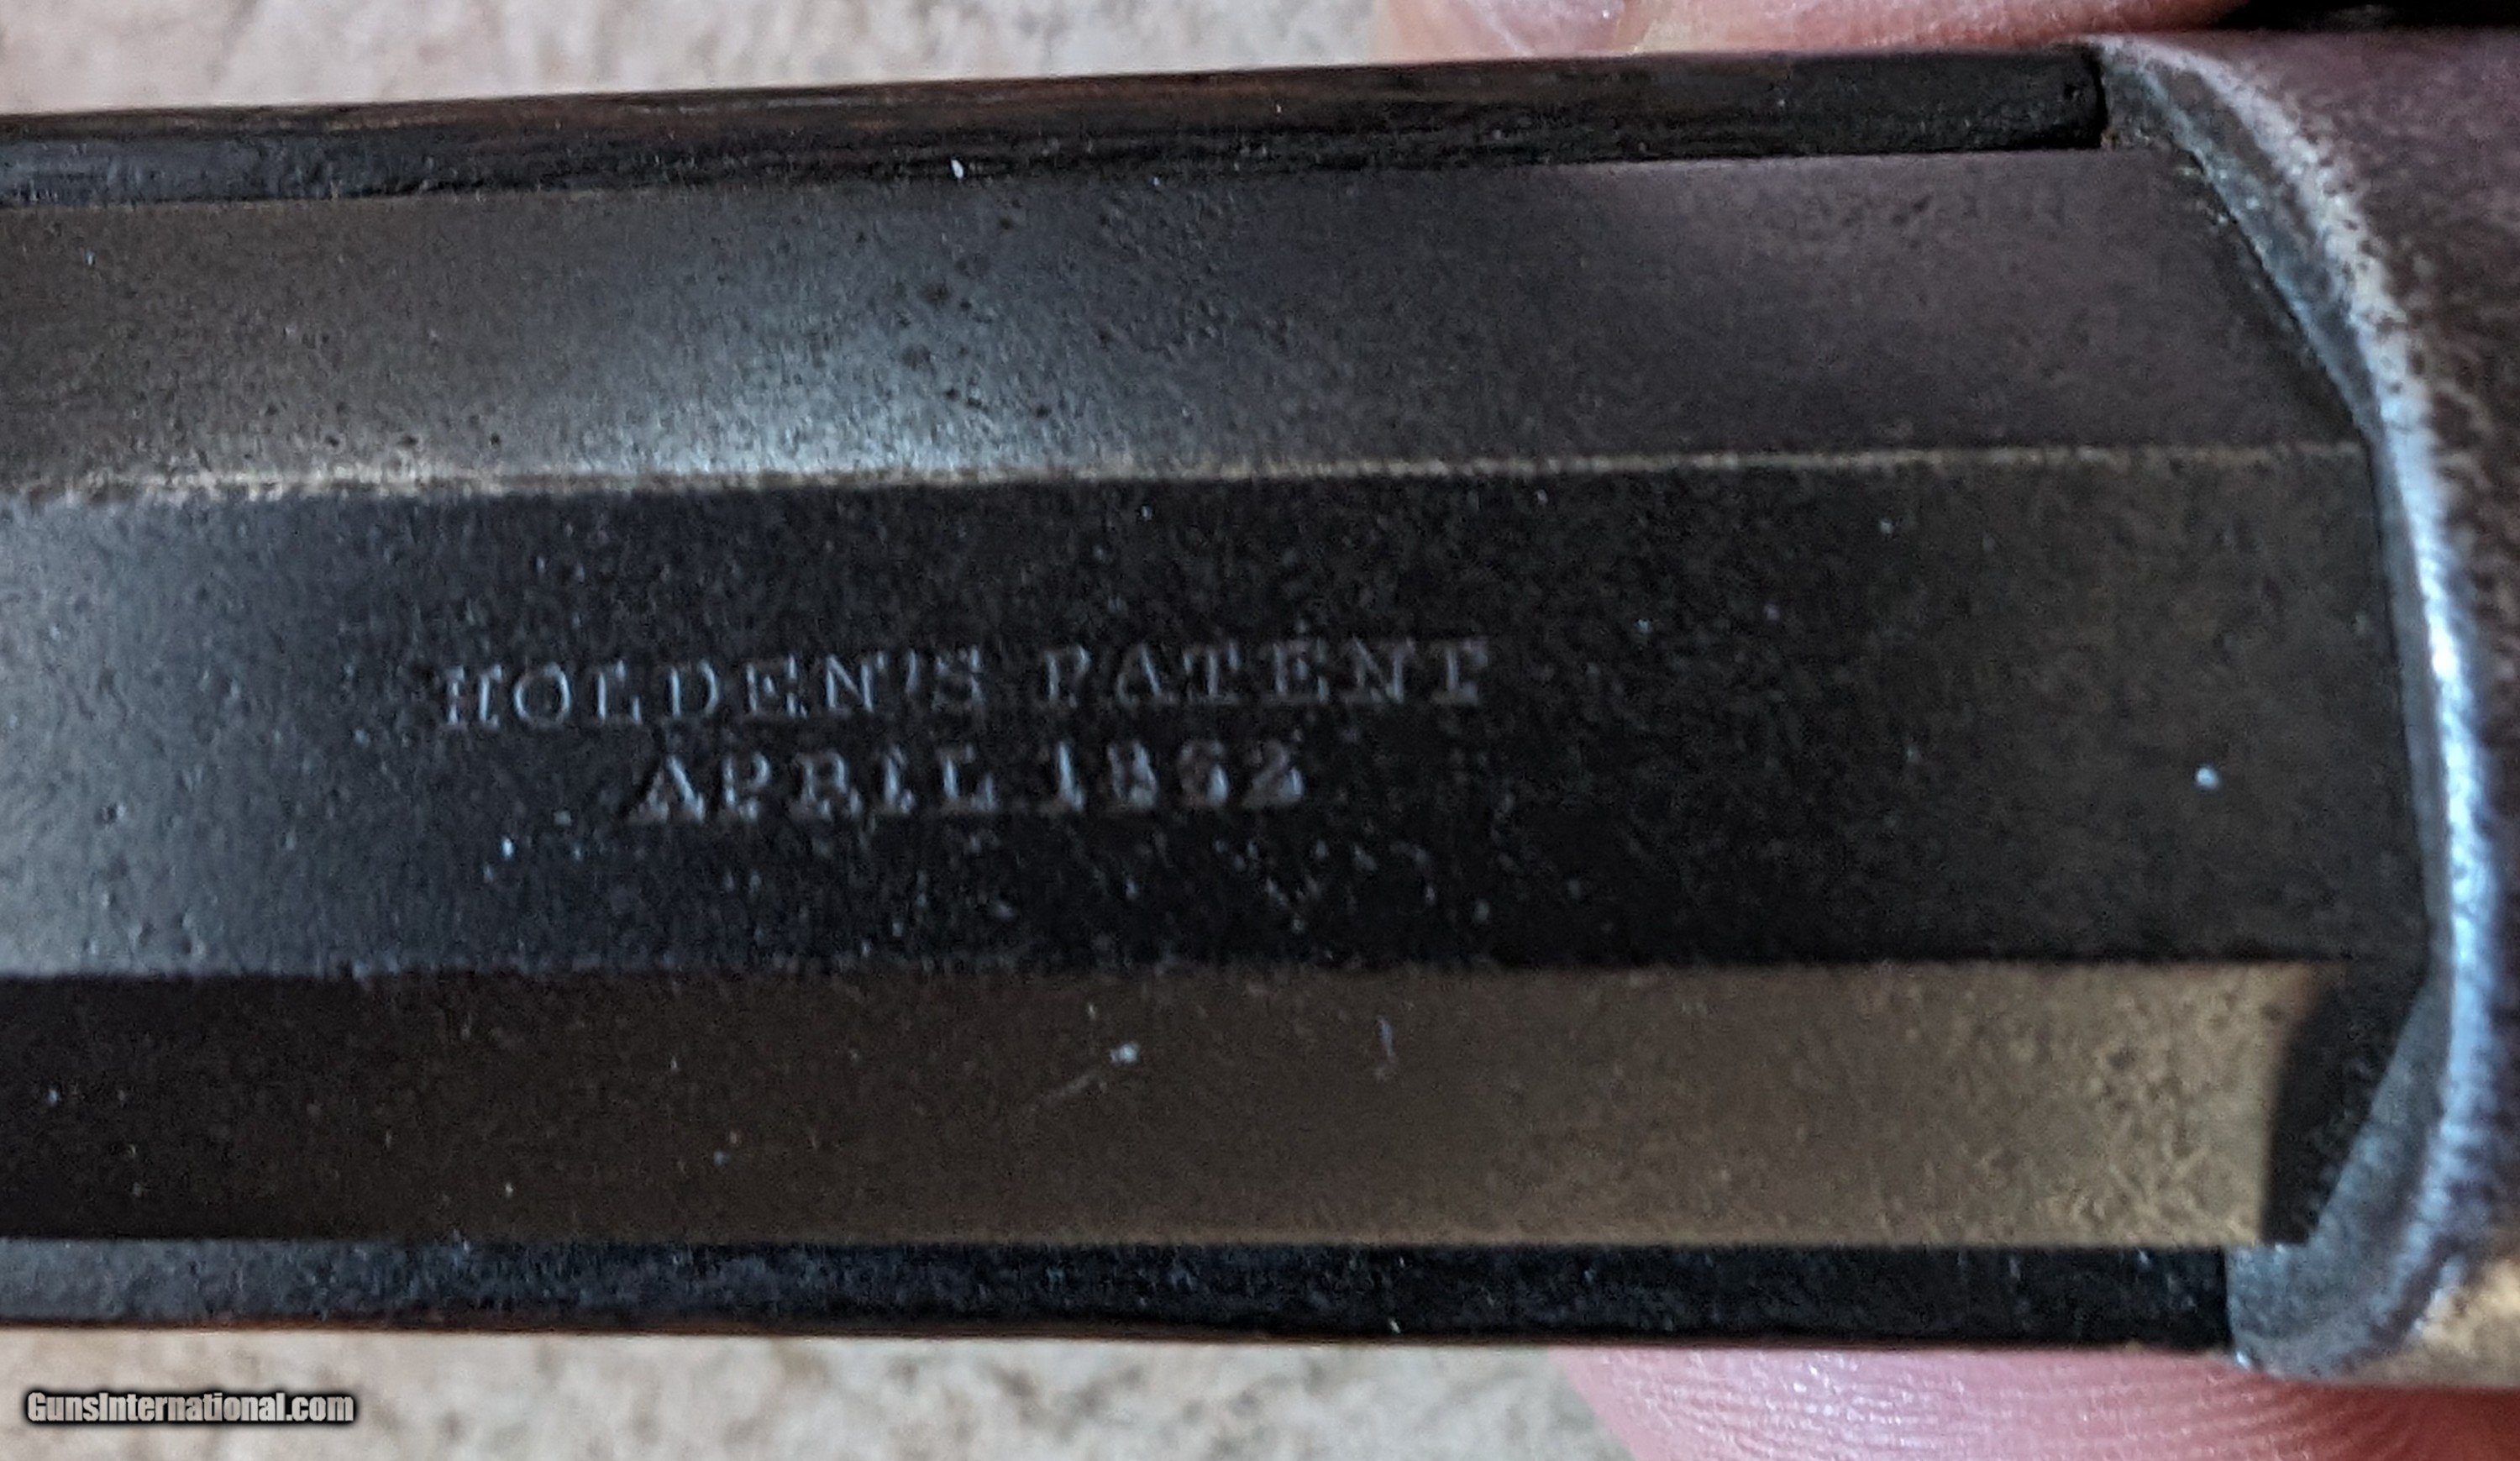 HOLDEN'S PATENT
APRIL 1862
GunsInternational.com